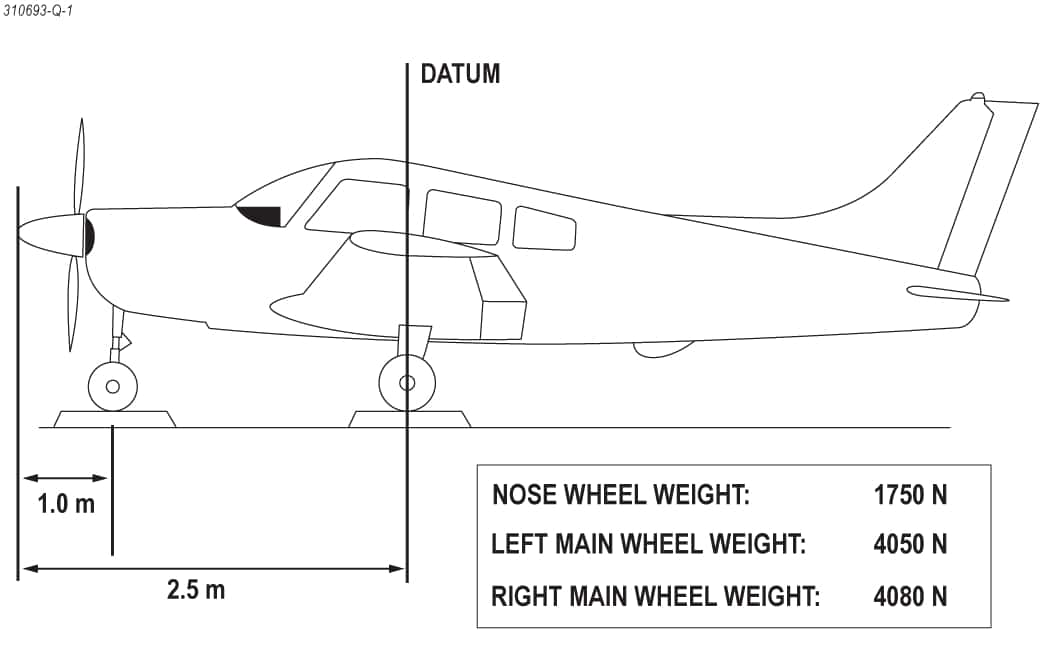 310693-Q-1
DATUM
1.0 m
2.5 m
NOSE WHEEL WEIGHT: 1750 N
LEFT MAIN WHEEL WEIGHT: 4050 N
RIGHT MAIN WHEEL WEIGHT: 4080 N